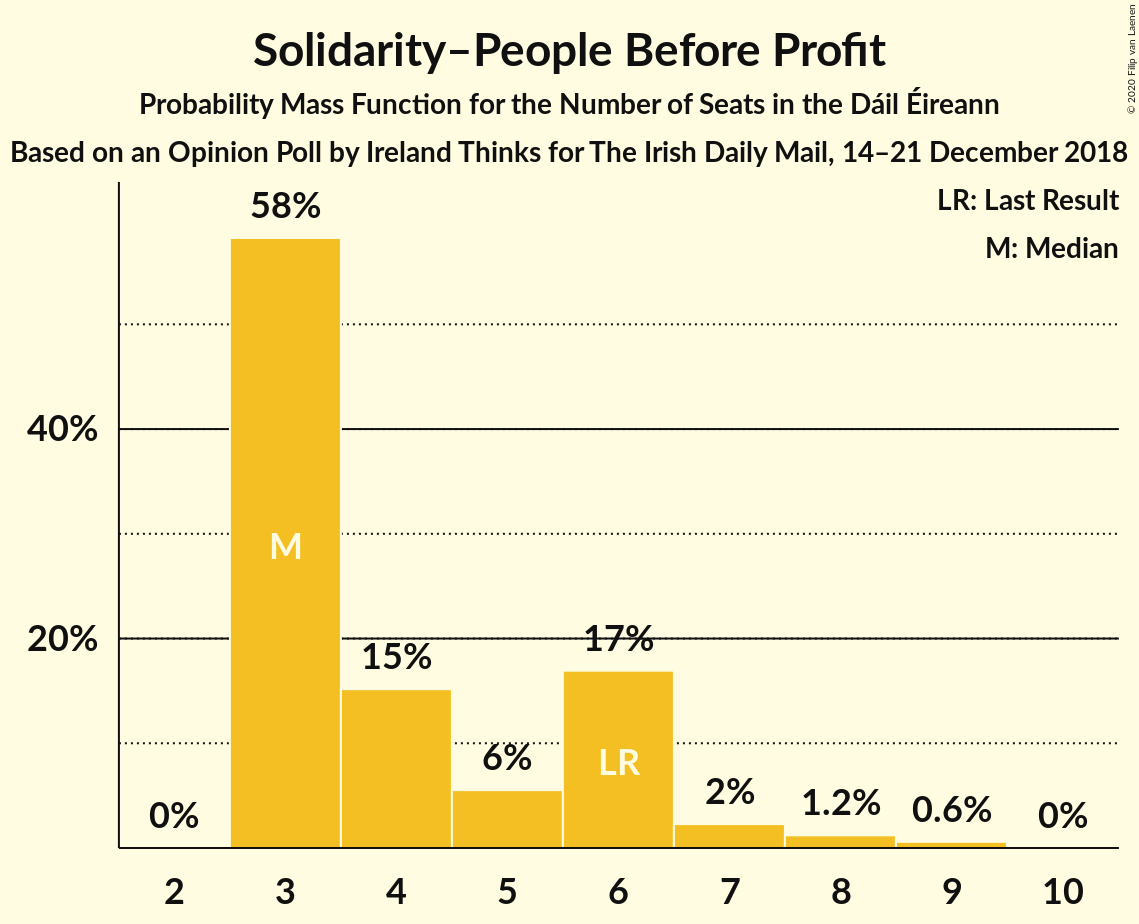 Solidarity–People Before Profit
Probability Mass Function for the Number of Seats in the Dáil Éireann
Based on an Opinion Poll by Ireland Thinks for The Irish Daily Mail, 14–21 December 2018
© 2020 Filip van Laenen
LR: Last Result
M: Median
58%
40%
M
20%
17%
15%
6%
LR
2%
1.2%
0.6%
0%
0%
2 3 4 5 6 7 8 9 10